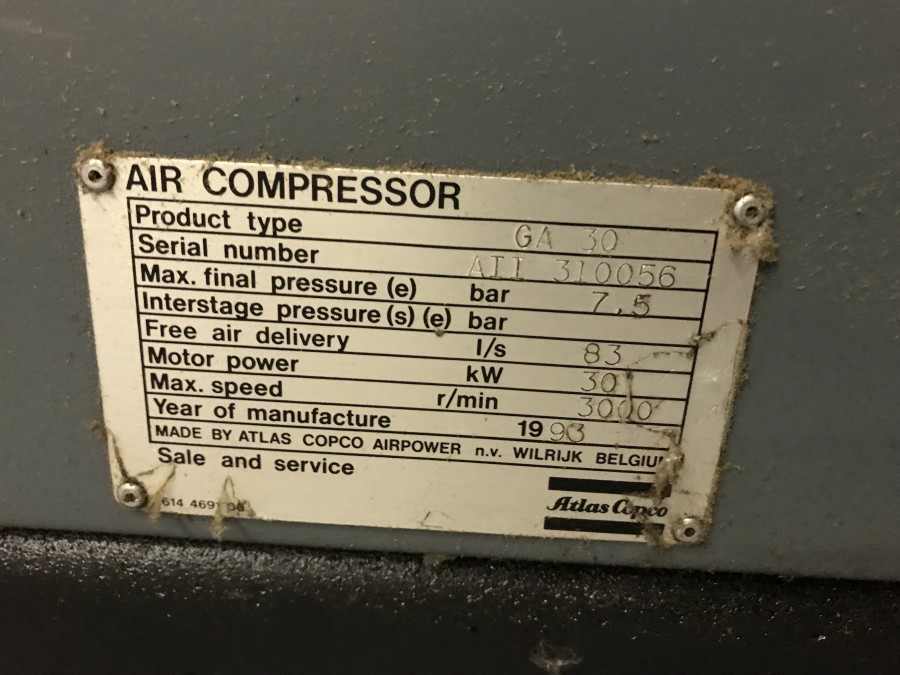 AIR COMPRESSOR
Product type GA 30
Serial number AII 310056
Max. final pressure (e) bar 7.5
Interstage pressure (s) (e) bar
Free air delivery l/s 83
Motor power kW 30
Max. speed r/min 3000
Year of manufacture 1993
MADE BY ATLAS COPCO AIRPOWER n.v. WILRIJK BELGIUM
Sale and service
Atlas Copco
614 4691